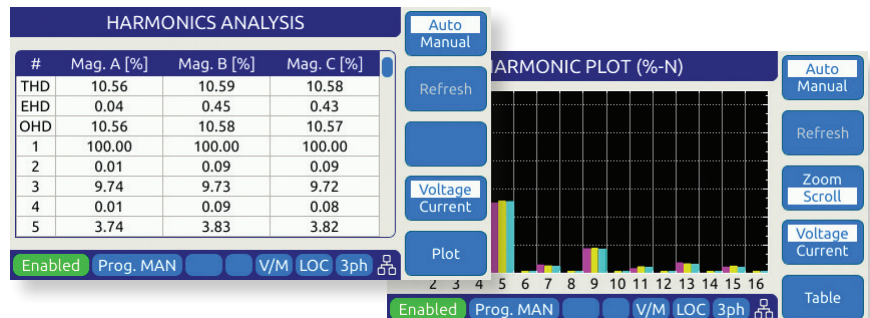 HARMONICS ANALYSIS
# Mag. A [%] Mag. B [%] Mag. C [%]
THD 10.56 10.59 10.58
EHD 0.04 0.45 0.43
OHD 10.56 10.58 10.57
1 100.00 100.00 100.00
2 0.01 0.09 0.09
3 9.74 9.73 9.72
4 0.01 0.09 0.08
5 3.74 3.83 3.82
Auto
Manual
Refresh
Voltage
Current
Plot
Enabled Prog. MAN V/M LOC 3ph
ARMONIC PLOT (%-N)
2 3 4 5 6 7 8 9 10 11 12 13 14 15 16
Auto
Manual
Refresh
Zoom
Scroll
Voltage
Current
Table
Enabled Prog. MAN V/M LOC 3ph